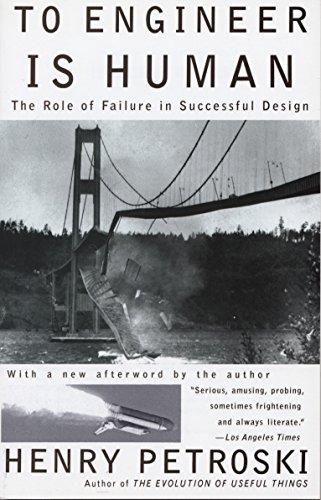 TO ENGINEER
IS HUMAN
The Role of Failure in Successful Design
With a new afterword by the author
"Serious, amusing, probing,
sometimes frightening
and always literate."
—Los Angeles Times
HENRY PETROSKI
Author of THE EVOLUTION OF USEFUL THINGS